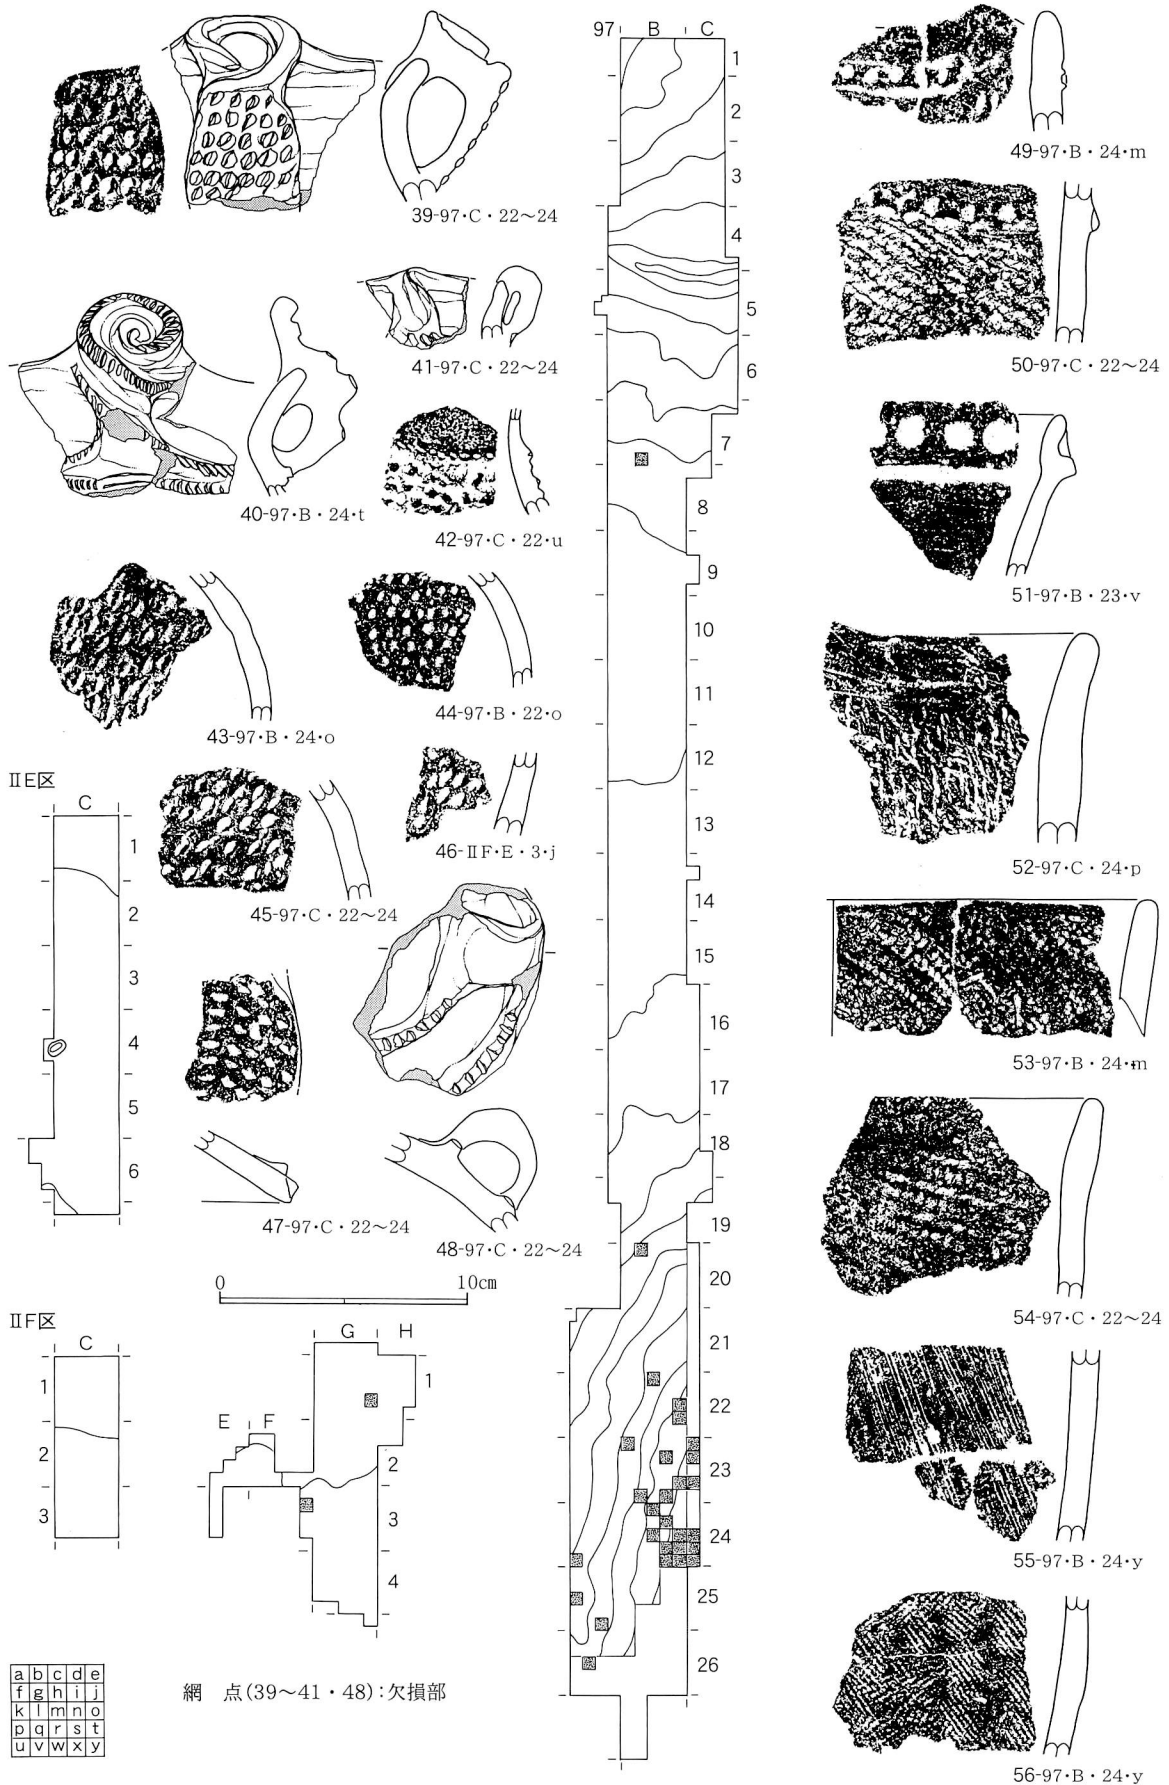 39-97・C・22～24
40-97・B・24・t
41-97・C・22～24
42-97・C・22・u
43-97・B・24・o
44-97・B・22・o
45-97・C・22～24
46-ⅡF・E・3・j
47-97・C・22～24
48-97・C・22～24
0 10cm
ⅡE区
C
1
2
3
4
5
6
ⅡF区
C
1
2
3
E F G H
1
2
3
4
a b c d e
f g h i j
k l m n o
p q r s t
u v w x y
網 点(39～41・48):欠損部
97 B C
1
2
3
4
5
6
7
8
9
10
11
12
13
14
15
16
17
18
19
20
21
22
23
24
25
26
49-97・B・24・m
50-97・C・22～24
51-97・B・23・v
52-97・C・24・p
53-97・B・24・m
54-97・C・22～24
55-97・B・24・y
56-97・B・24・y